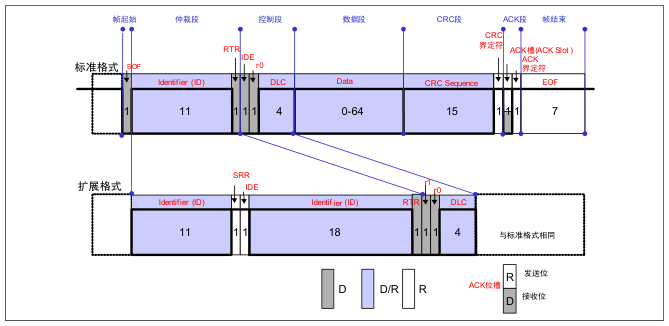 帧起始 仲裁段 控制段 数据段 CRC段 ACK段 帧结束
CRC
界定符
RTR IDE r0
ACK槽(ACK Slot)
ACK
界定符
标准格式 SOF
Identifier (ID) DLC Data CRC Sequence EOF
1 11 1 1 1 4 0-64 15 1 1 1 7
扩展格式 SRR IDE r1 r0
Identifier (ID) Identifier (ID) RTR DLC
11 1 1 18 1 1 1 4 与标准格式相同
D D/R R
ACK位槽 R 发送位
D 接收位